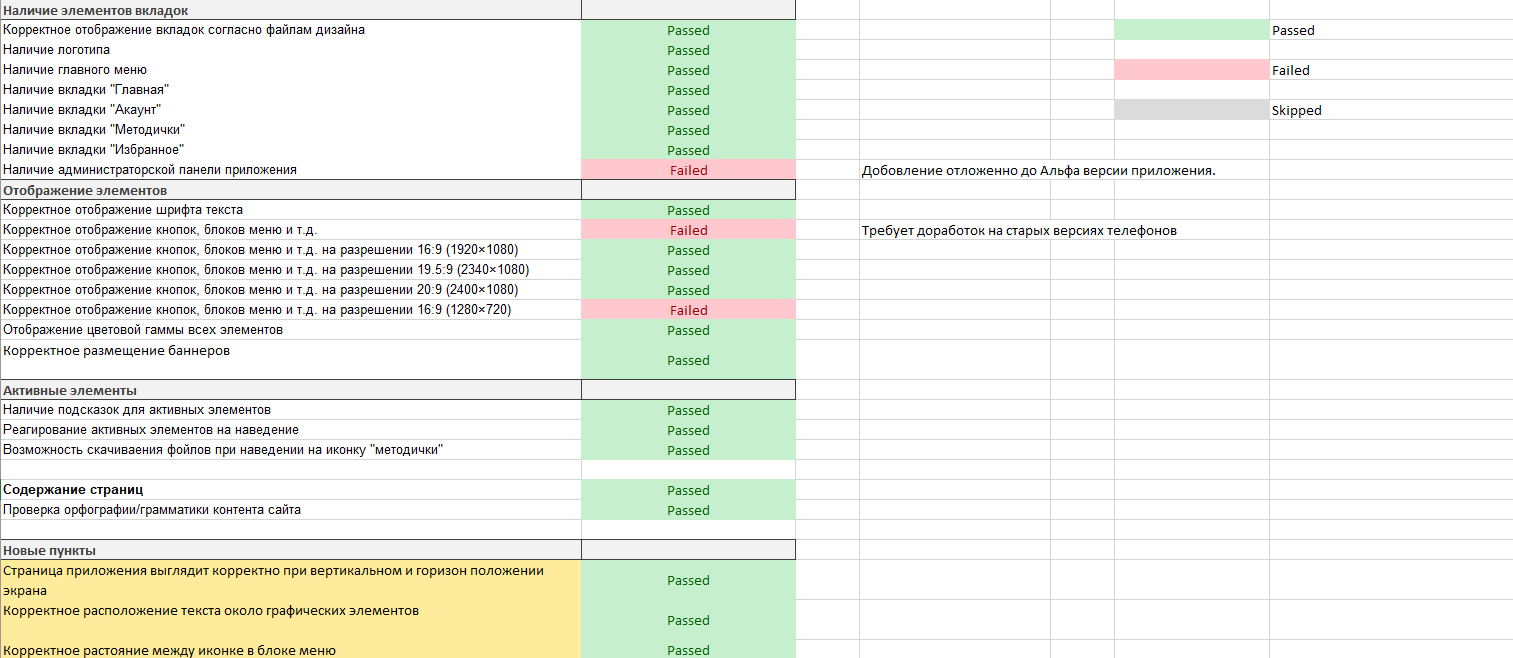 Наличие элементов вкладок
Корректное отображение вкладок согласно файлам дизайна Passed Passed
Наличие логотипа Passed
Наличие главного меню Passed Failed
Наличие вкладки "Главная" Passed
Наличие вкладки "Акаунт" Passed Skipped
Наличие вкладки "Методички" Passed
Наличие вкладки "Избранное" Passed
Наличие администраторской панели приложения Failed Добовление отложенно до Альфа версии приложения.
Отображение элементов
Корректное отображение шрифта текста Passed
Корректное отображение кнопок, блоков меню и т.д. Failed Требует доработок на старых версиях телефонов
Корректное отображение кнопок, блоков меню и т.д. на разрешении 16:9 (1920×1080) Passed
Корректное отображение кнопок, блоков меню и т.д. на разрешении 19.5:9 (2340×1080) Passed
Корректное отображение кнопок, блоков меню и т.д. на разрешении 20:9 (2400×1080) Passed
Корректное отображение кнопок, блоков меню и т.д. на разрешении 16:9 (1280×720) Failed
Отображение цветовой гаммы всех элементов Passed
Корректное размещение баннеров Passed
Активные элементы
Наличие подсказок для активных элементов Passed
Реагирование активных элементов на наведение Passed
Возможность скачиваения фойлов при наведении на иконку "методички" Passed
Содержание страниц Passed
Проверка орфографии/грамматики контента сайта Passed
Новые пункты
Страница приложения выглядит корректно при вертикальном и горизон положении
экрана Passed
Корректное расположение текста около графических элементов Passed
Корректное растояние между иконке в блоке меню Passed